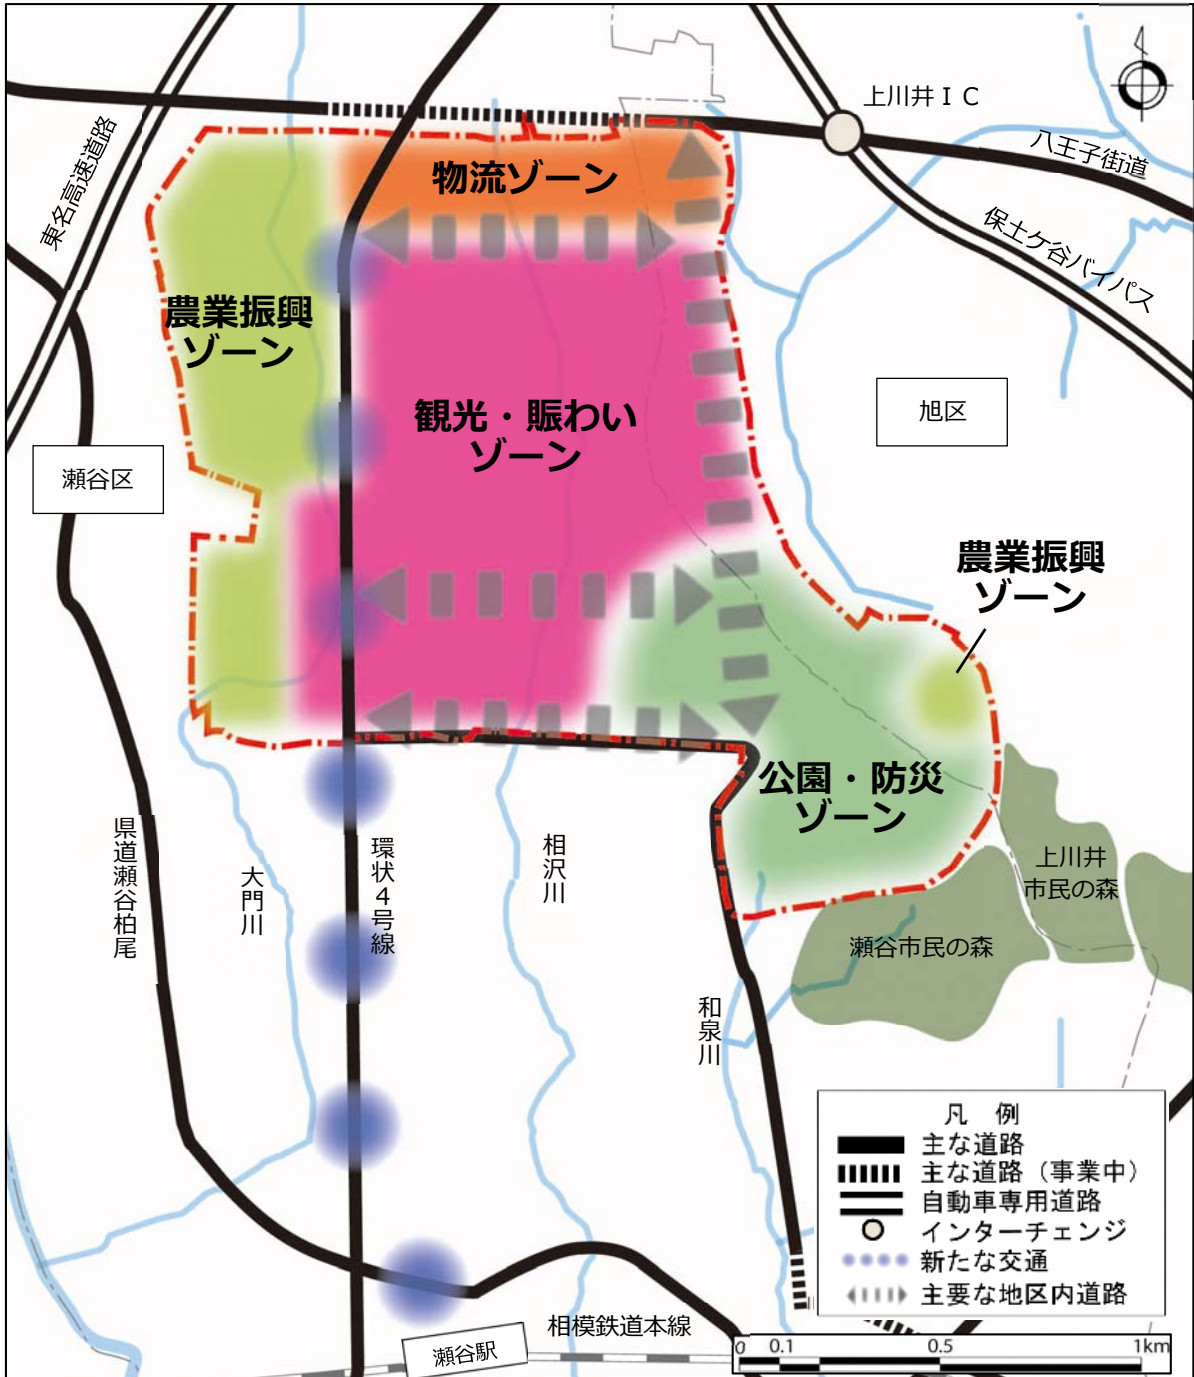 上川井ＩＣ
八王子街道
東名高速道路
物流ゾーン
保土ケ谷バイパス
農業振興
ゾーン
観光・賑わい
ゾーン
旭区
瀬谷区
農業振興
ゾーン
公園・防災
ゾーン
県道瀬谷柏尾
大門川
環状４号線
相沢川
上川井
市民の森
瀬谷市民の森
和泉川
凡 例
主な道路
主な道路（事業中）
自動車専用道路
インターチェンジ
新たな交通
主要な地区内道路
相模鉄道本線
瀬谷駅
0 0.1 0.5 1km